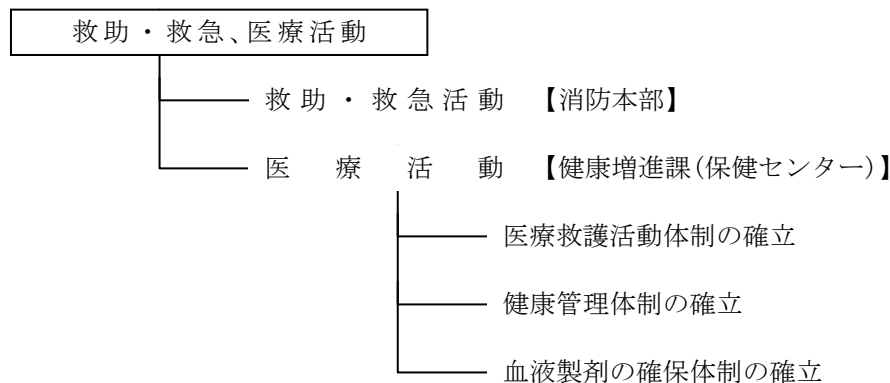 救助・救急、医療活動
救助・救急活動 【消防本部】
医療活動 【健康増進課(保健センター)】
医療救護活動体制の確立
健康管理体制の確立
血液製剤の確保体制の確立